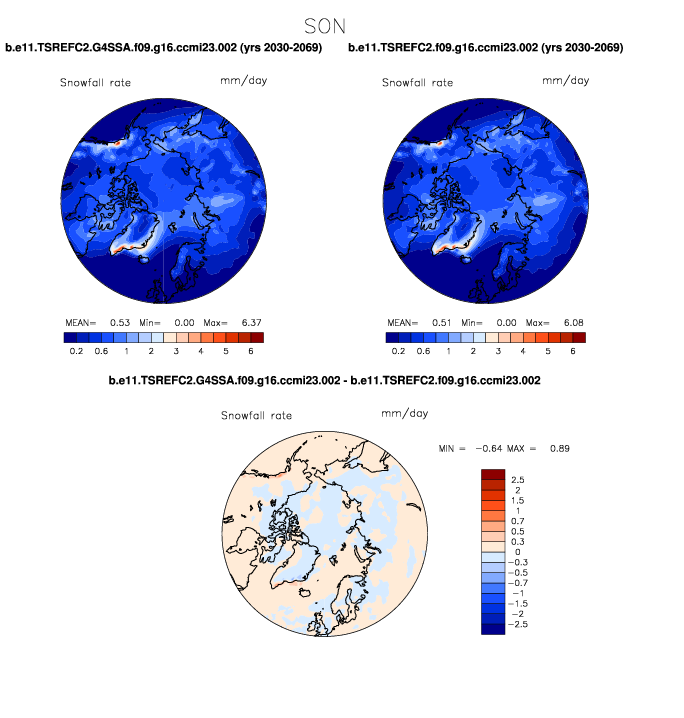 SON
b.e11.TSREFC2.G4SSA.f09.g16.ccmi23.002 (yrs 2030-2069) b.e11.TSREFC2.f09.g16.ccmi23.002 (yrs 2030-2069)
Snowfall rate mm/day Snowfall rate mm/day
MEAN= 0.53 Min= 0.00 Max= 6.37 MEAN= 0.51 Min= 0.00 Max= 6.08
0.2 0.6 1 2 3 4 5 6 0.2 0.6 1 2 3 4 5 6
b.e11.TSREFC2.G4SSA.f09.g16.ccmi23.002 - b.e11.TSREFC2.f09.g16.ccmi23.002
Snowfall rate mm/day
MIN = -0.64 MAX = 0.89
2.5
2
1.5
1
0.7
0.5
0.3
0
-0.3
-0.5
-0.7
-1
-1.5
-2
-2.5